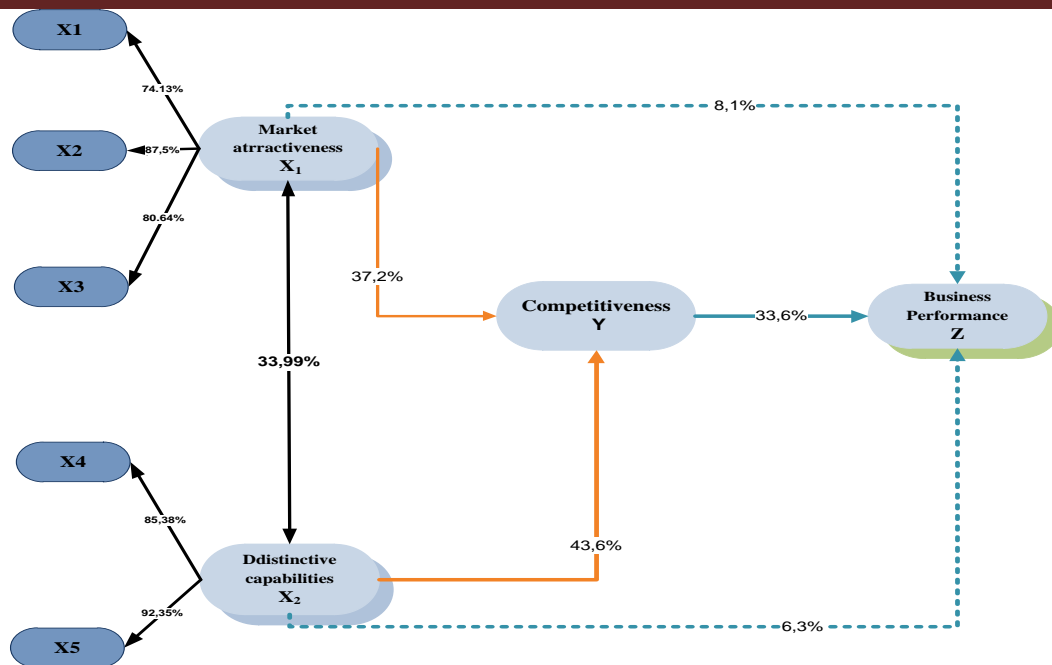 X1
74.13%
8,1%
Market
atrractiveness
X₁
X2
87,5%
80.64%
X3
37,2%
Competitiveness
Y
33,6%
Business
Performance
Z
33,99%
X4
85,38%
43,6%
Ddistinctive
capabilities
X₂
92,35%
6,3%
X5